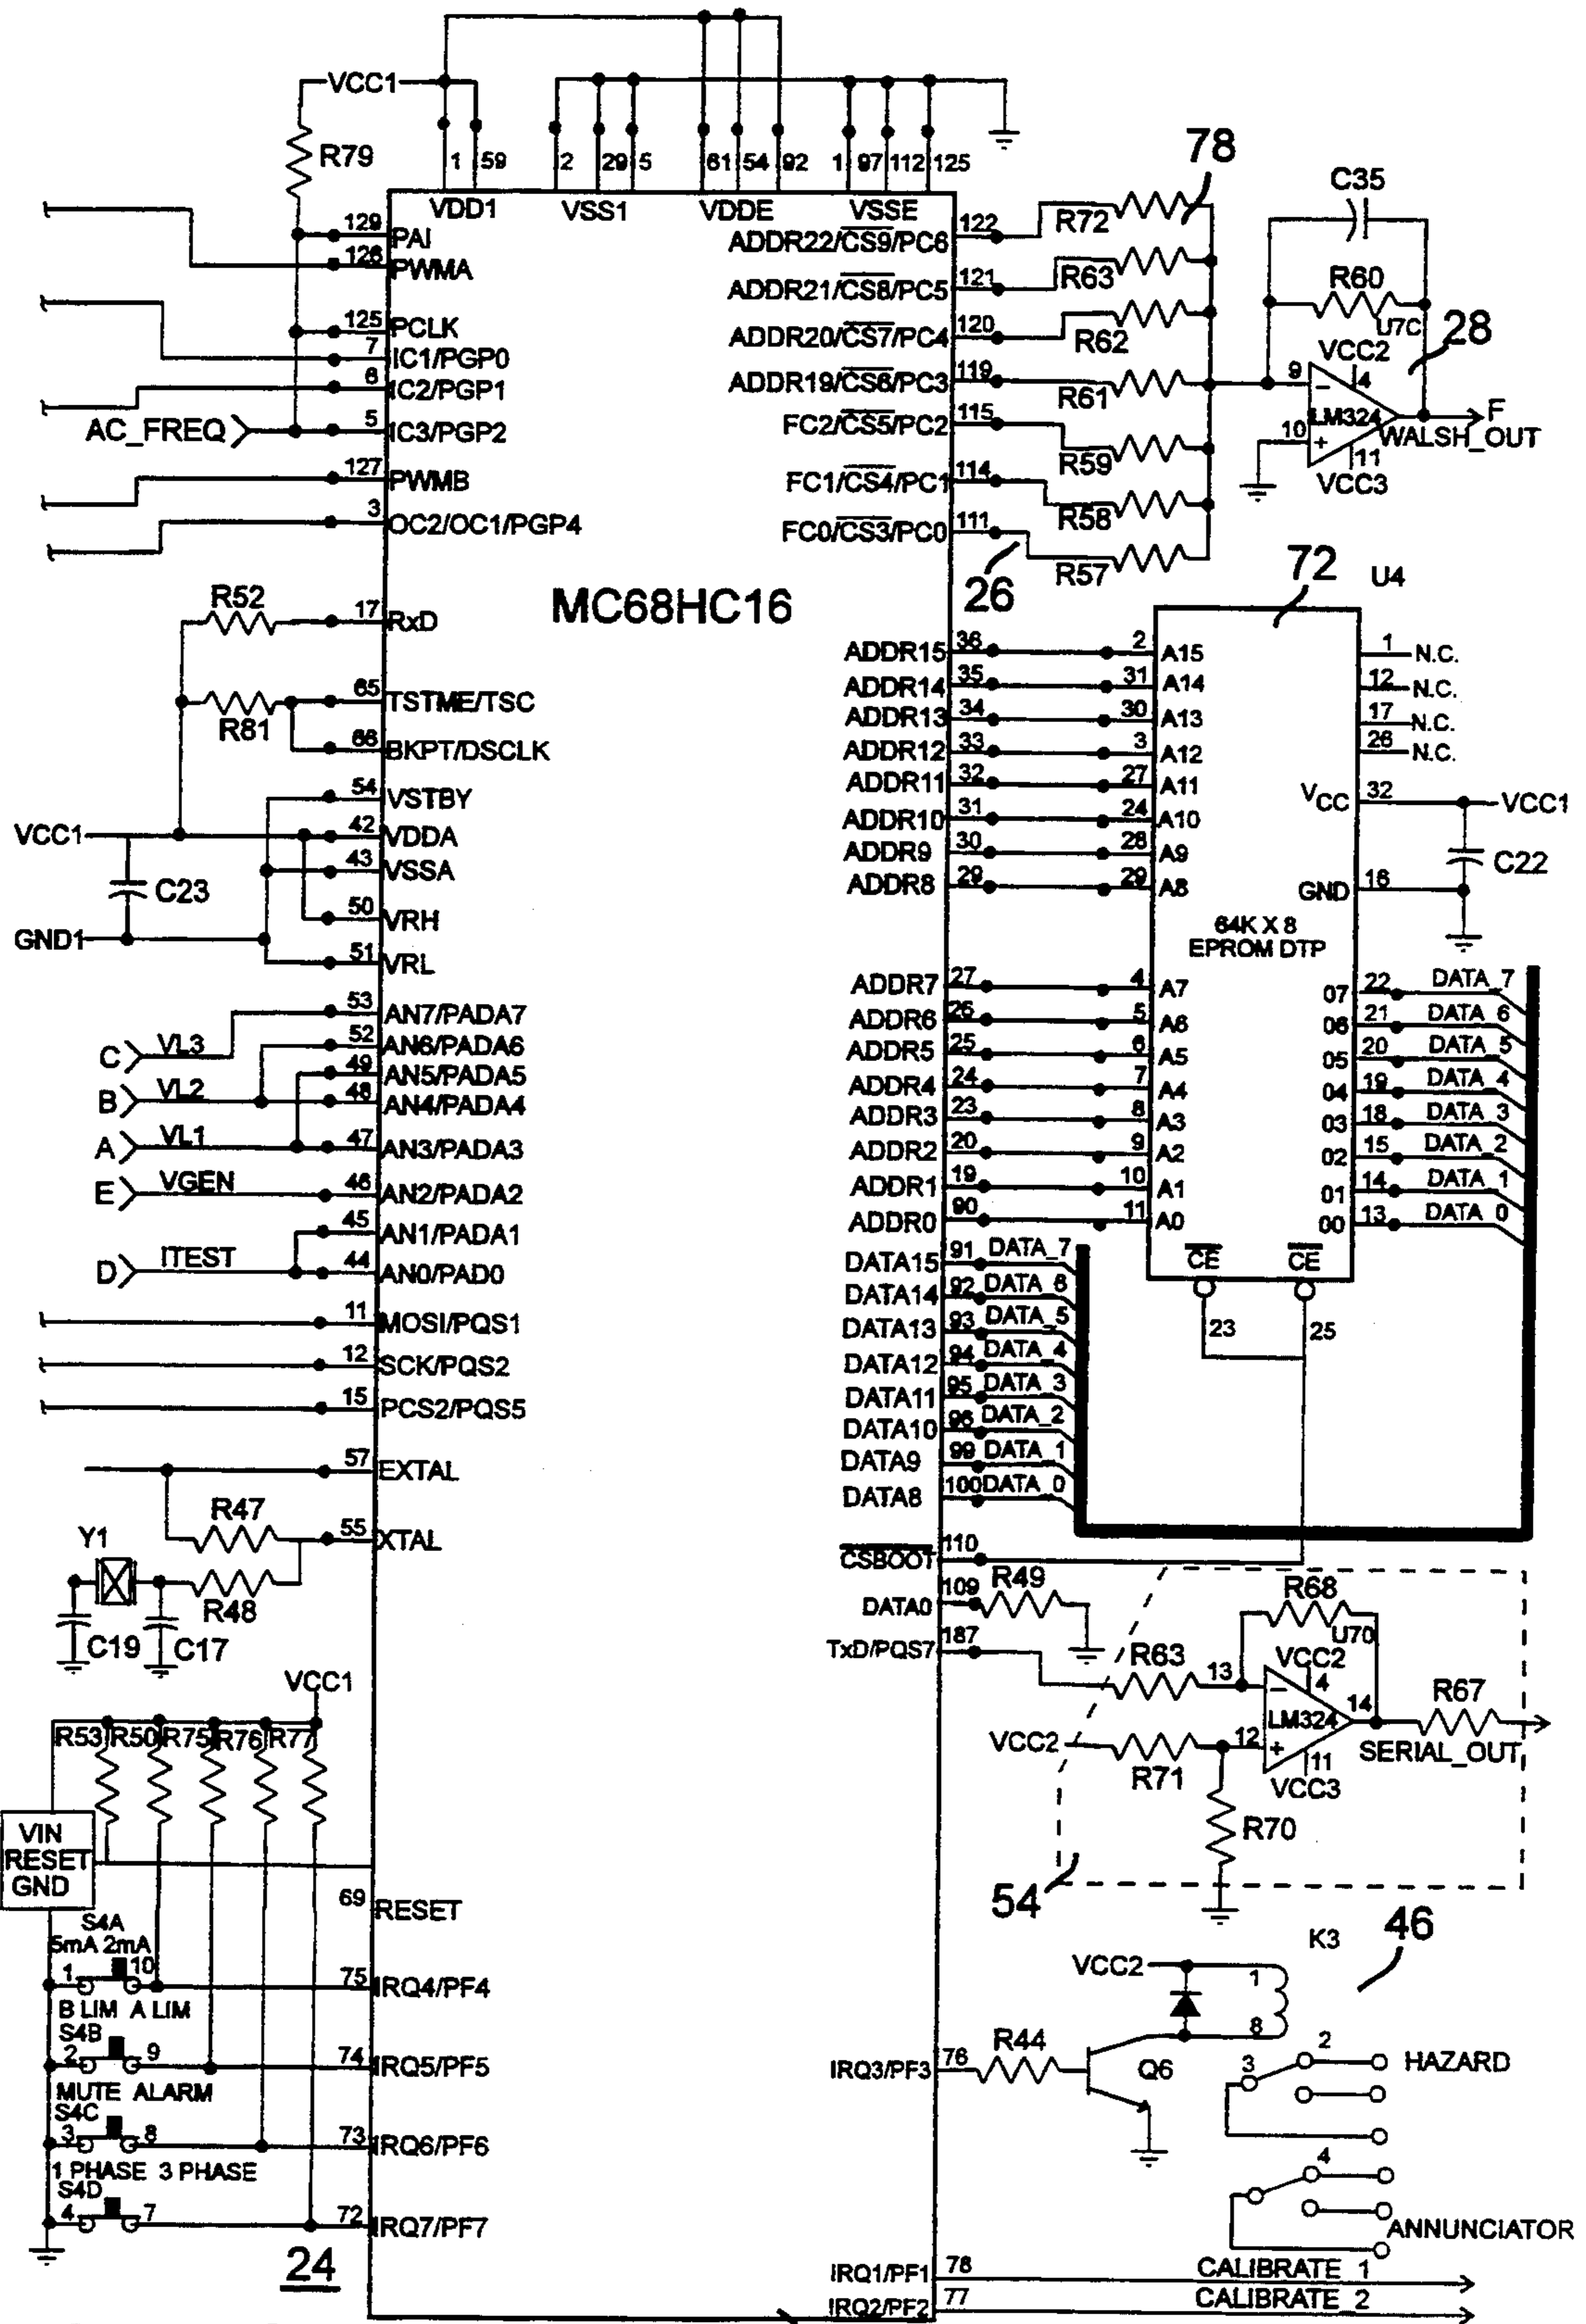 VCC1
R79
1 59 2 29 5 61 54 92 1 97 112 125
VDD1 VSS1 VDDE VSSE
129 PAI
126 PWMA
125 PCLK
7 IC1/PGP0
6 IC2/PGP1
AC_FREQ 5 IC3/PGP2
127 PWMB
3 OC2/OC1/PGP4
R52 17 RxD
R81 65 TSTME/TSC
66 BKPT/DSCLK
54 VSTBY
VCC1 42 VDDA
43 VSSA
C23
50 VRH
GND1
51 VRL
53 AN7/PADA7
C VL3
52 AN6/PADA6
49 AN5/PADA5
B VL2 48 AN4/PADA4
A VL1 47 AN3/PADA3
E VGEN 46 AN2/PADA2
45 AN1/PADA1
D ITEST 44 AN0/PAD0
11 MOSI/PQS1
12 SCK/PQS2
15 PCS2/PQS5
57 EXTAL
R47
55 XTAL
Y1
R48
C19 C17
VCC1
R53 R50 R75 R76 R77
VIN
RESET
GND
69 RESET
S4A
5mA 2mA
1 10 75 IRQ4/PF4
B LIM A LIM
S4B
2 9 74 IRQ5/PF5
MUTE ALARM
S4C
3 8 73 IRQ6/PF6
1 PHASE 3 PHASE
S4D
4 7 72 IRQ7/PF7
24
MC68HC16
ADDR22/CS9/PC6 122 R72
78
ADDR21/CS8/PC5 121 R63
ADDR20/CS7/PC4 120 R62
ADDR19/CS6/PC3 119 R61
FC2/CS5/PC2 115 R59
FC1/CS4/PC1 114 R58
FC0/CS3/PC0 111 R57
26
C35
R60
U7C
28
VCC2
9 − 4
LM324
10 + 11
VCC3
F
WALSH_OUT
72
U4
ADDR15 36 2 A15
ADDR14 35 31 A14
ADDR13 34 30 A13
ADDR12 33 3 A12
ADDR11 32 27 A11
ADDR10 31 24 A10
ADDR9 30 28 A9
ADDR8 29 29 A8
ADDR7 27 4 A7
ADDR6 26 5 A6
ADDR5 25 6 A5
ADDR4 24 7 A4
ADDR3 23 8 A3
ADDR2 20 9 A2
ADDR1 19 10 A1
ADDR0 90 11 A0
1 N.C.
12 N.C.
17 N.C.
26 N.C.
VCC 32 VCC1
C22
GND 16
64K X 8
EPROM DTP
07 22 DATA_7
06 21 DATA_6
05 20 DATA_5
04 19 DATA_4
03 18 DATA_3
02 15 DATA_2
01 14 DATA_1
00 13 DATA_0
CE CE
23 25
DATA15 91 DATA_7
DATA14 92 DATA_6
DATA13 93 DATA_5
DATA12 94 DATA_4
DATA11 95 DATA_3
DATA10 96 DATA_2
DATA9 99 DATA_1
DATA8 100 DATA_0
CSBOOT 110
DATA0 109 R49
TxD/PQS7 187
R63
R68
U70
VCC2
13 − 4
LM324 14
12 + 11
VCC3
R67
SERIAL_OUT
VCC2
R71
R70
54
K3
46
VCC2
1
8
IRQ3/PF3 76 R44
Q6
2
3
HAZARD
4
ANNUNCIATOR
IRQ1/PF1 78 CALIBRATE_1
IRQ2/PF2 77 CALIBRATE_2